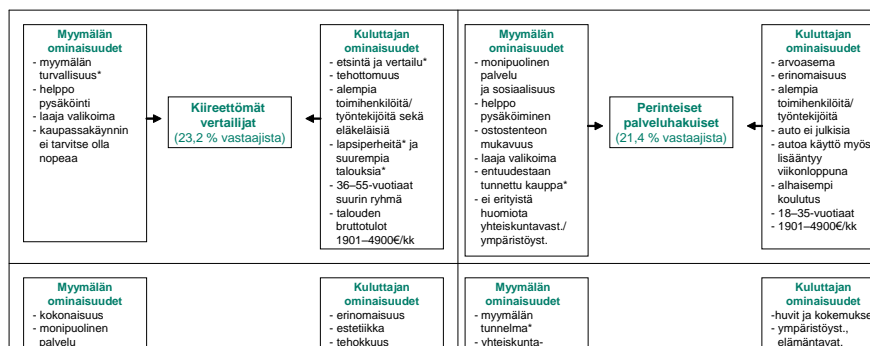 Myymälän
ominaisuudet
- myymälän
turvallisuus*
- helppo
pysäköinti
- laaja valikoima
- kaupassakäynnin
ei tarvitse olla
nopeaa
Kiireettömät
vertailijat
(23,2 % vastaajista)
Kuluttajan
ominaisuudet
- etsintä ja vertailu*
- tehottomuus
- alempia
toimihenkilöitä/
työntekijöitä sekä
eläkeläisiä
- lapsiperheitä* ja
suurempia
talouksia*
- 36–55-vuotiaat
suurin ryhmä
- talouden
bruttotulot
1901–4900€/kk
Myymälän
ominaisuudet
- monipuolinen
palvelu
ja sosiaalisuus
- helppo
pysäköiminen
- ostostenteon
mukavuus
- laaja valikoima
- entuudestaan
tunnettu kauppa*
- ei erityistä
huomiota
yhteiskuntavast./
ympäristöyst.
Perinteiset
palveluhakuiset
(21,4 % vastaajista)
Kuluttajan
ominaisuudet
- arvoasema
- erinomaisuus
- alempia
toimihenkilöitä/
työntekijöitä
- auto ei julkisia
- autoa käyttö myös
lisääntyy
viikonloppuna
- alhaisempi
koulutus
- 18–35-vuotiaat
- 1901–4900€/kk
Myymälän
ominaisuudet
- kokonaisuus
- monipuolinen
palvelu
Kuluttajan
ominaisuudet
- erinomaisuus
- estetiikka
- tehokkuus
Myymälän
ominaisuudet
- myymälän
tunnelma*
- yhteiskunta-
Kuluttajan
ominaisuudet
-huvit ja kokemukse
- ympäristöyst.,
elämäntavat.